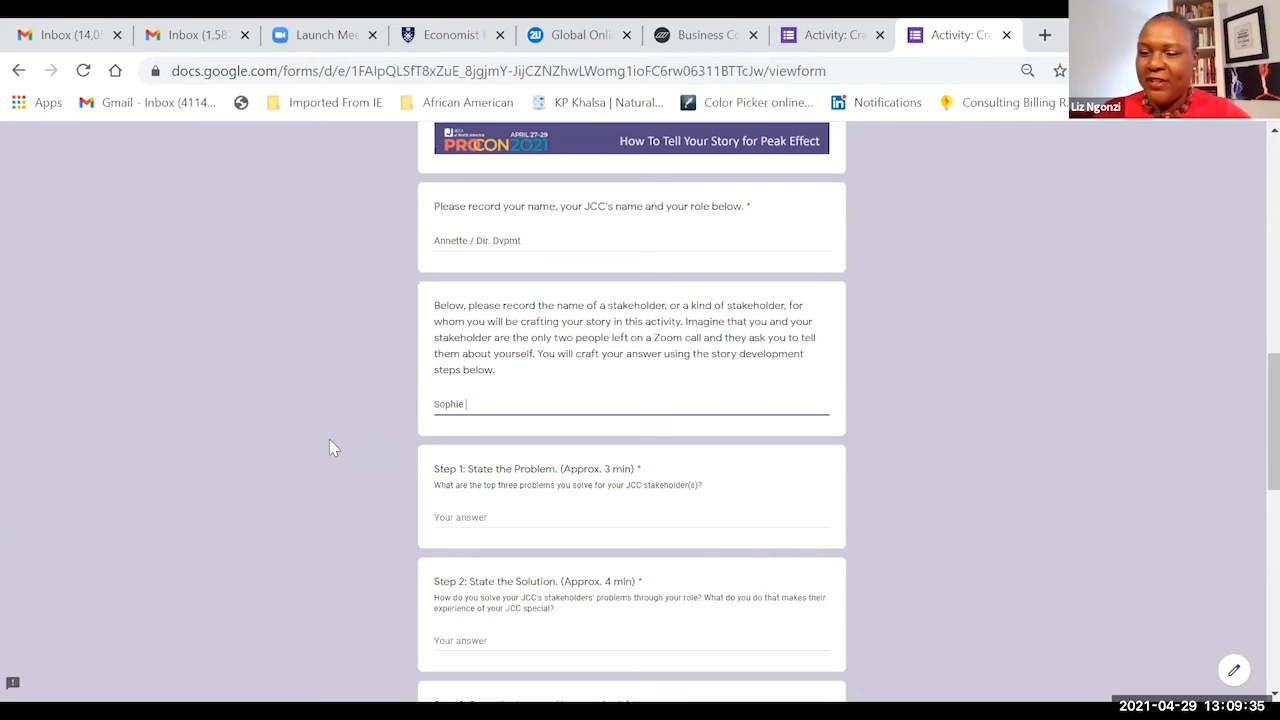 Inbox (14,0
Inbox (1,58
Launch Me
Economist
2U
Global Onli
Business Co
Activity: Cra
Activity: Cra
docs.google.com/forms/d/e/1FAIpQLSfT8xZuE_8jgjmY-JijCZNZhwLWomg1ioFC6rw06311BTTcJw/viewform
Apps
Gmail - Inbox (4114...
Imported From IE
African American
KP Khalsa | Natural...
Color Picker online...
Notifications
Consulting Billing R
Liz Ngonzi
JCCs
of North America
APRIL 27-29
PROCON 2021
How To Tell Your Story for Peak Effect
Please record your name, your JCC's name and your role below. *
Annette / Dir. Dvpmt
Below, please record the name of a stakeholder, or a kind of stakeholder, for
whom you will be crafting your story in this activity. Imagine that you and your
stakeholder are the only two people left on a Zoom call and they ask you to tell
them about yourself. You will craft your answer using the story development
steps below.
Sophie
Step 1: State the Problem. (Approx. 3 min) *
What are the top three problems you solve for your JCC stakeholder(s)?
Your answer
Step 2: State the Solution. (Approx. 4 min) *
How do you solve your JCC's stakeholders' problems through your role? What do you do that makes their
experience of your JCC special?
Your answer
2021-04-29 13:09:35